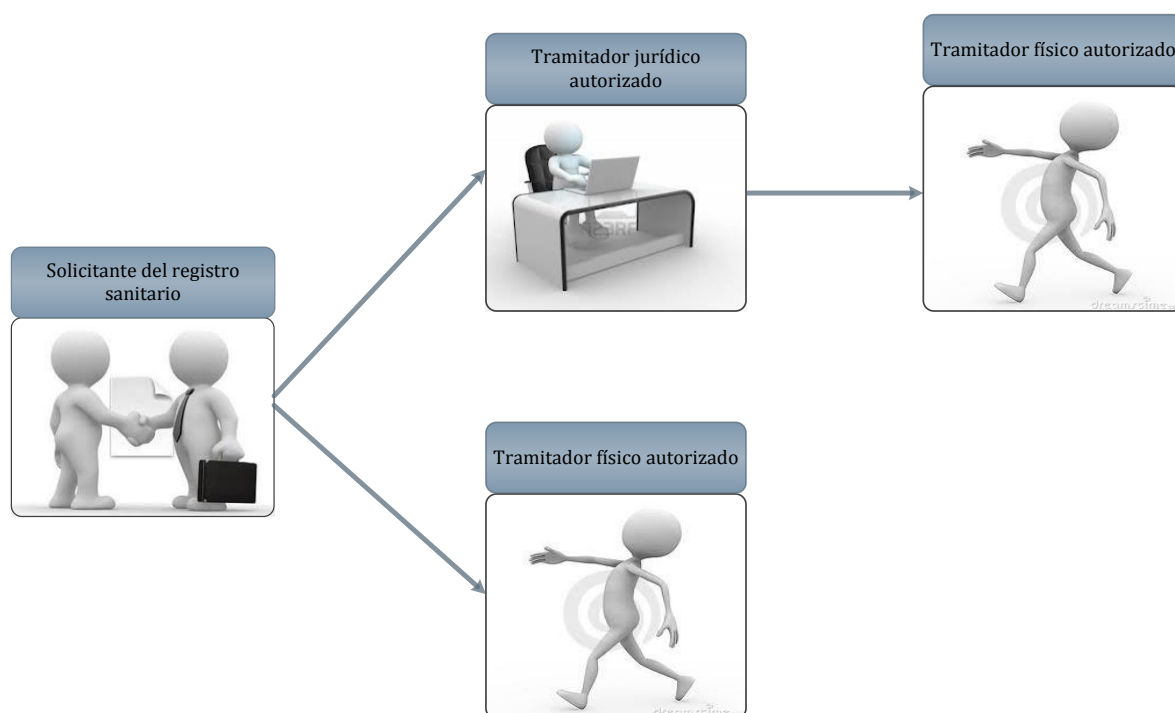 Tramitador jurídico
autorizado
Tramitador físico autorizado
Solicitante del registro
sanitario
Tramitador físico autorizado